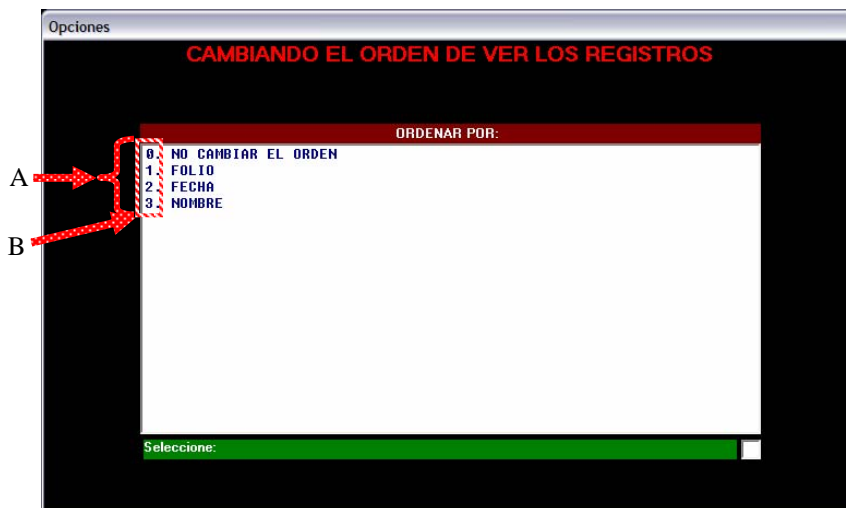 Opciones
CAMBIANDO EL ORDEN DE VER LOS REGISTROS
ORDENAR POR:
0. NO CAMBIAR EL ORDEN
1. FOLIO
2. FECHA
3. NOMBRE
A
B
Seleccione: